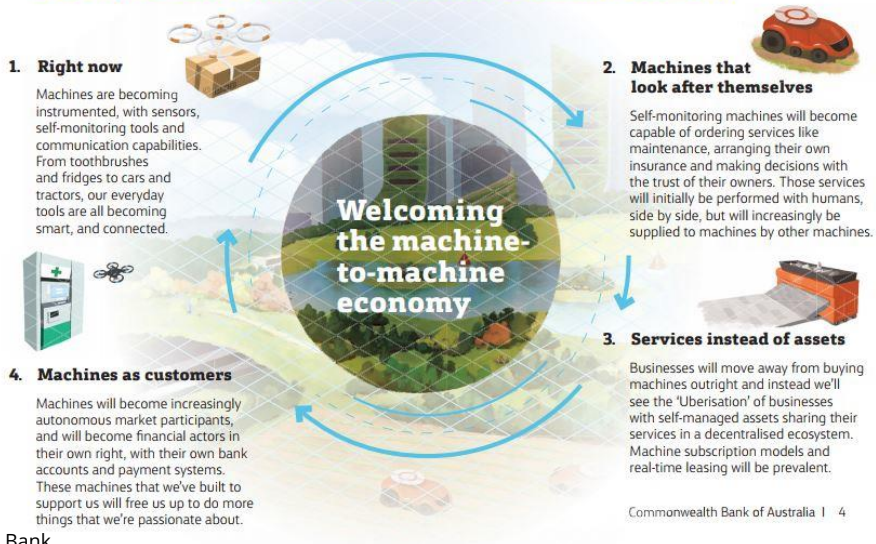 1. Right now
Machines are becoming
instrumented, with sensors,
self-monitoring tools and
communication capabilities.
From toothbrushes
and fridges to cars and
tractors, our everyday
tools are all becoming
smart, and connected.
2. Machines that
look after themselves
Self-monitoring machines will become
capable of ordering services like
maintenance, arranging their own
insurance and making decisions with
the trust of their owners. Those services
will initially be performed with humans,
side by side, but will increasingly be
supplied to machines by other machines.
Welcoming
the machine-
to-machine
economy
3. Services instead of assets
Businesses will move away from buying
machines outright and instead we'll
see the 'Uberisation' of businesses
with self-managed assets sharing their
services in a decentralised ecosystem.
Machine subscription models and
real-time leasing will be prevalent.
4. Machines as customers
Machines will become increasingly
autonomous market participants,
and will become financial actors in
their own right, with their own bank
accounts and payment systems.
These machines that we've built to
support us will free us up to do more
things that we're passionate about.
Commonwealth Bank of Australia | 4
Bank